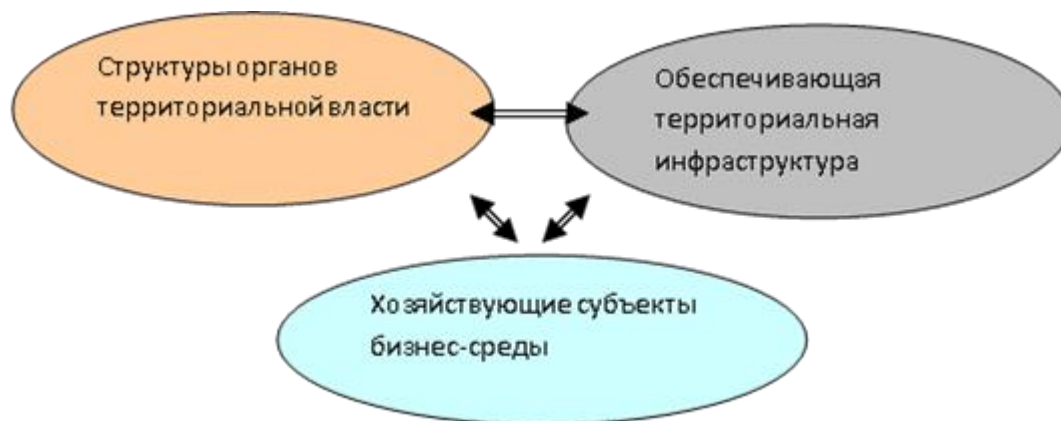 Структуры органов
территориальной власти
Обеспечивающая
территориальная
инфраструктура
Хозяйствующие субъекты
бизнес-среды